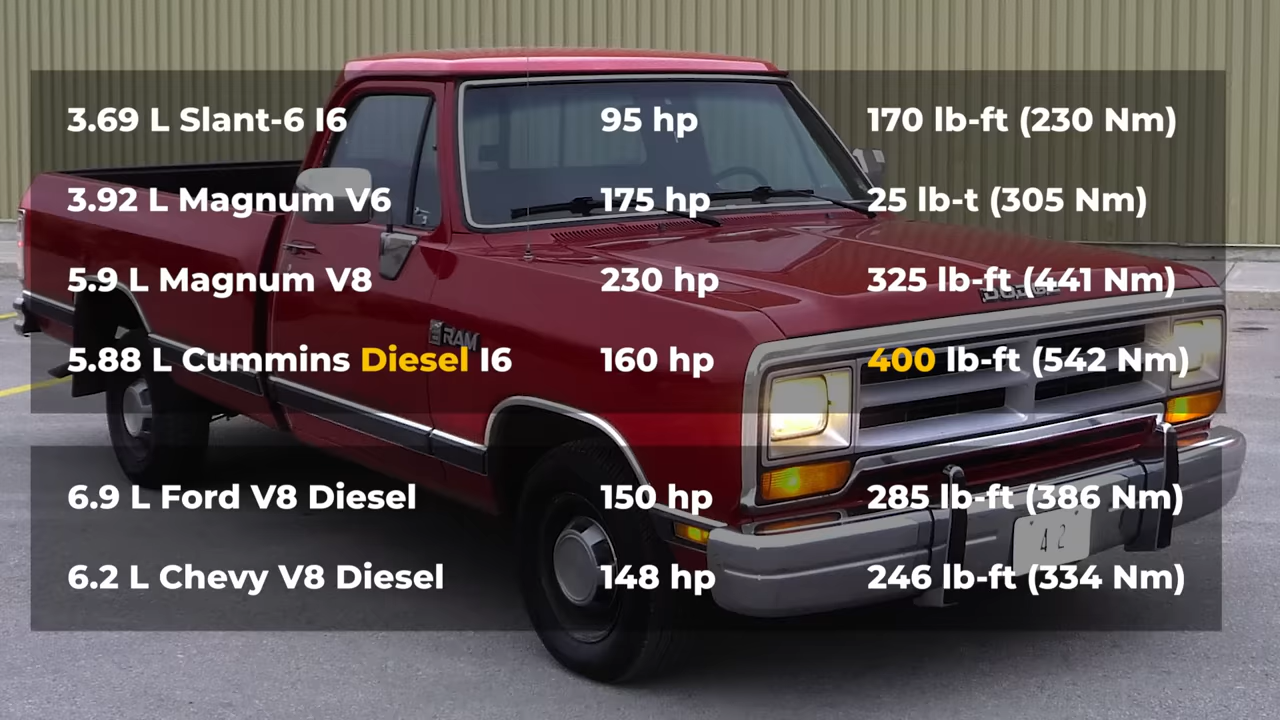 3.69 L Slant-6 I6 95 hp 170 lb-ft (230 Nm)
3.92 L Magnum V6 175 hp 25 lb-t (305 Nm)
5.9 L Magnum V8 230 hp 325 lb-ft (441 Nm)
DODGE
RAM
5.88 L Cummins Diesel I6 160 hp 400 lb-ft (542 Nm)
6.9 L Ford V8 Diesel 150 hp 285 lb-ft (386 Nm)
4 2
6.2 L Chevy V8 Diesel 148 hp 246 lb-ft (334 Nm)